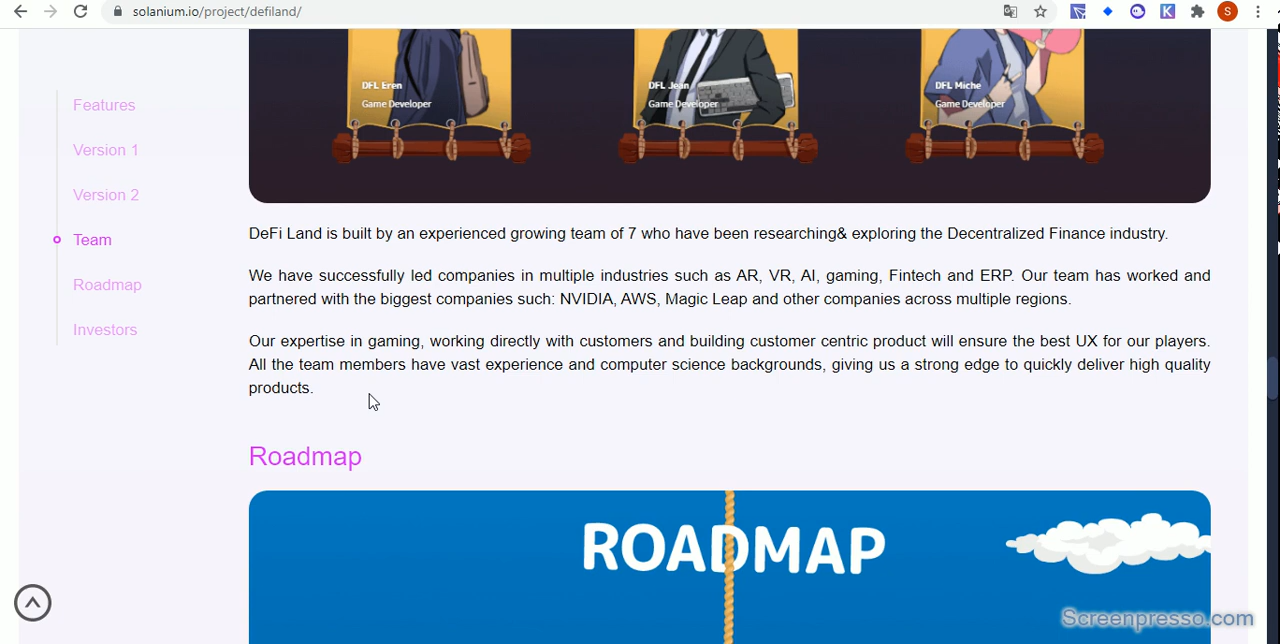 solanium.io/project/defiland/
K
S
DFL Eren
Game Developer
DFL Jean
Game Developer
DFL Miche
Game Developer
Features
Version 1
Version 2
Team
Roadmap
Investors
DeFi Land is built by an experienced growing team of 7 who have been researching& exploring the Decentralized Finance industry.
We have successfully led companies in multiple industries such as AR, VR, AI, gaming, Fintech and ERP. Our team has worked and
partnered with the biggest companies such: NVIDIA, AWS, Magic Leap and other companies across multiple regions.
Our expertise in gaming, working directly with customers and building customer centric product will ensure the best UX for our players.
All the team members have vast experience and computer science backgrounds, giving us a strong edge to quickly deliver high quality
products.
Roadmap
ROADMAP
Screenpresso.com